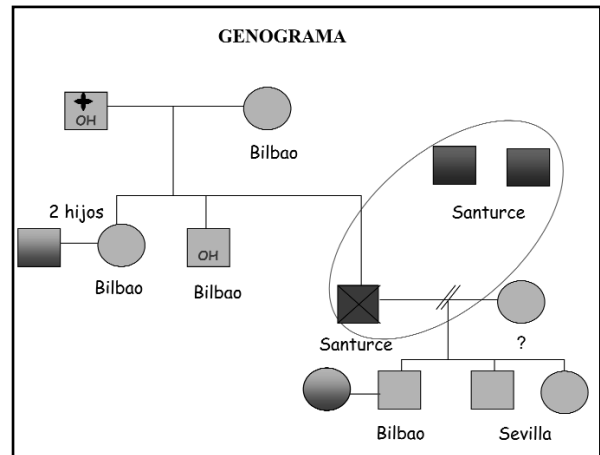 GENOGRAMA
OH
Bilbao
Santurce
2 hijos
OH
Bilbao
Bilbao
Santurce
?
Bilbao
Sevilla